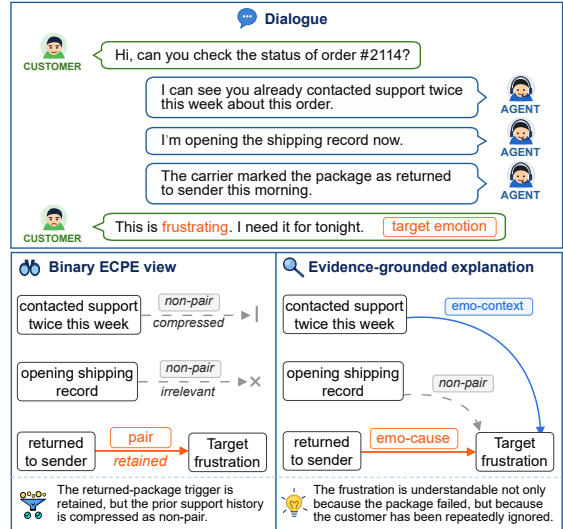 Dialogue
Hi, can you check the status of order #2114?
CUSTOMER
I can see you already contacted support twice
this week about this order.
AGENT
I'm opening the shipping record now.
AGENT
The carrier marked the package as returned
to sender this morning.
AGENT
This is frustrating. I need it for tonight. target emotion
CUSTOMER
Binary ECPE view
contacted support
twice this week
non-pair
compressed
opening shipping
record
non-pair
irrelevant
returned
to sender
pair
retained
Target
frustration
The returned-package trigger is
retained, but the prior support history
is compressed as non-pair.
Evidence-grounded explanation
contacted support
twice this week
emo-context
opening shipping
record
non-pair
returned
to sender
emo-cause
Target
frustration
The frustration is understandable not only
because the package failed, but because
the customer has been repeatedly ignored.